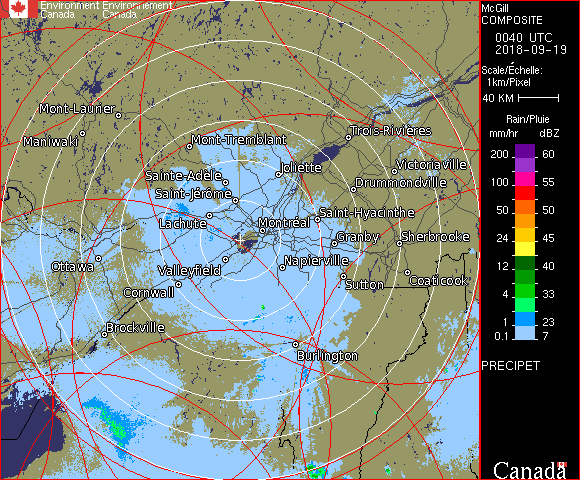 Environment Environnement
Canada Canada
McGill
COMPOSITE
0040 UTC
2018-09-19
Scale/Échelle:
1km/Pixel
40 KM
Rain/Pluie
mm/hr dBZ
200 60
100 55
50 50
24 45
12 40
4 33
1 23
0.1 7
PRECIPET
Canada
Mont-Laurier
Maniwaki
Mont-Tremblant
Trois-Rivières
Joliette
Victoriaville
Sainte-Adèle
Drummondville
Saint-Jérôme
Saint-Hyacinthe
Lachute
Montréal
Granby
Sherbrooke
Ottawa
Valleyfield
Napierville
Cornwall
Sutton
Coaticook
Brockville
Burlington